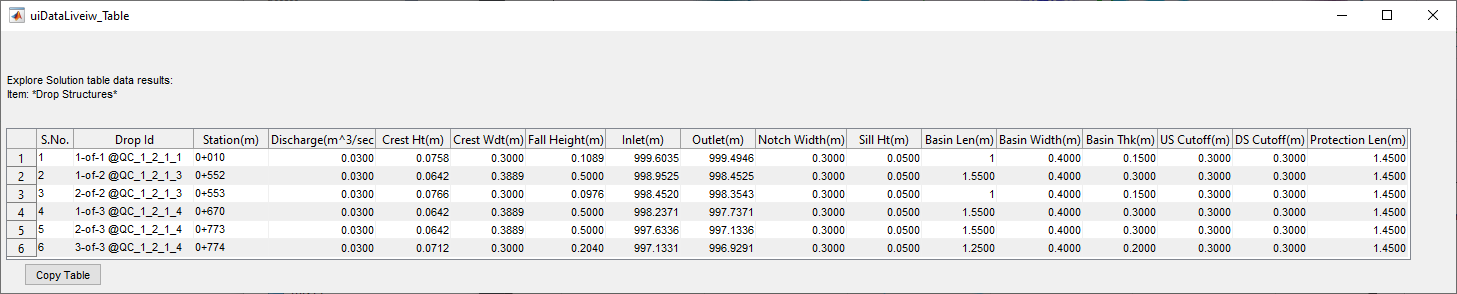 uiDataLiveiw_Table
Explore Solution table data results:
Item: *Drop Structures*
S.No. Drop Id Station(m) Discharge(m^3/sec Crest Ht(m) Crest Wdt(m) Fall Height(m) Inlet(m) Outlet(m) Notch Width(m) Sill Ht(m) Basin Len(m) Basin Width(m) Basin Thk(m) US Cutoff(m) DS Cutoff(m) Protection Len(m)
1 1 1-of-1 @QC_1_2_1_1 0+010 0.0300 0.0758 0.3000 0.1089 999.6035 999.4946 0.3000 0.0500 1 0.4000 0.1500 0.3000 0.3000 1.4500
2 2 1-of-2 @QC_1_2_1_3 0+552 0.0300 0.0642 0.3889 0.5000 998.9525 998.4525 0.3000 0.0500 1.5500 0.4000 0.3000 0.3000 0.3000 1.4500
3 3 2-of-2 @QC_1_2_1_3 0+553 0.0300 0.0766 0.3000 0.0976 998.4520 998.3543 0.3000 0.0500 1 0.4000 0.1500 0.3000 0.3000 1.4500
4 4 1-of-3 @QC_1_2_1_4 0+670 0.0300 0.0642 0.3889 0.5000 998.2371 997.7371 0.3000 0.0500 1.5500 0.4000 0.3000 0.3000 0.3000 1.4500
5 5 2-of-3 @QC_1_2_1_4 0+773 0.0300 0.0642 0.3889 0.5000 997.6336 997.1336 0.3000 0.0500 1.5500 0.4000 0.3000 0.3000 0.3000 1.4500
6 6 3-of-3 @QC_1_2_1_4 0+774 0.0300 0.0712 0.3000 0.2040 997.1331 996.9291 0.3000 0.0500 1.2500 0.4000 0.2000 0.3000 0.3000 1.4500
Copy Table